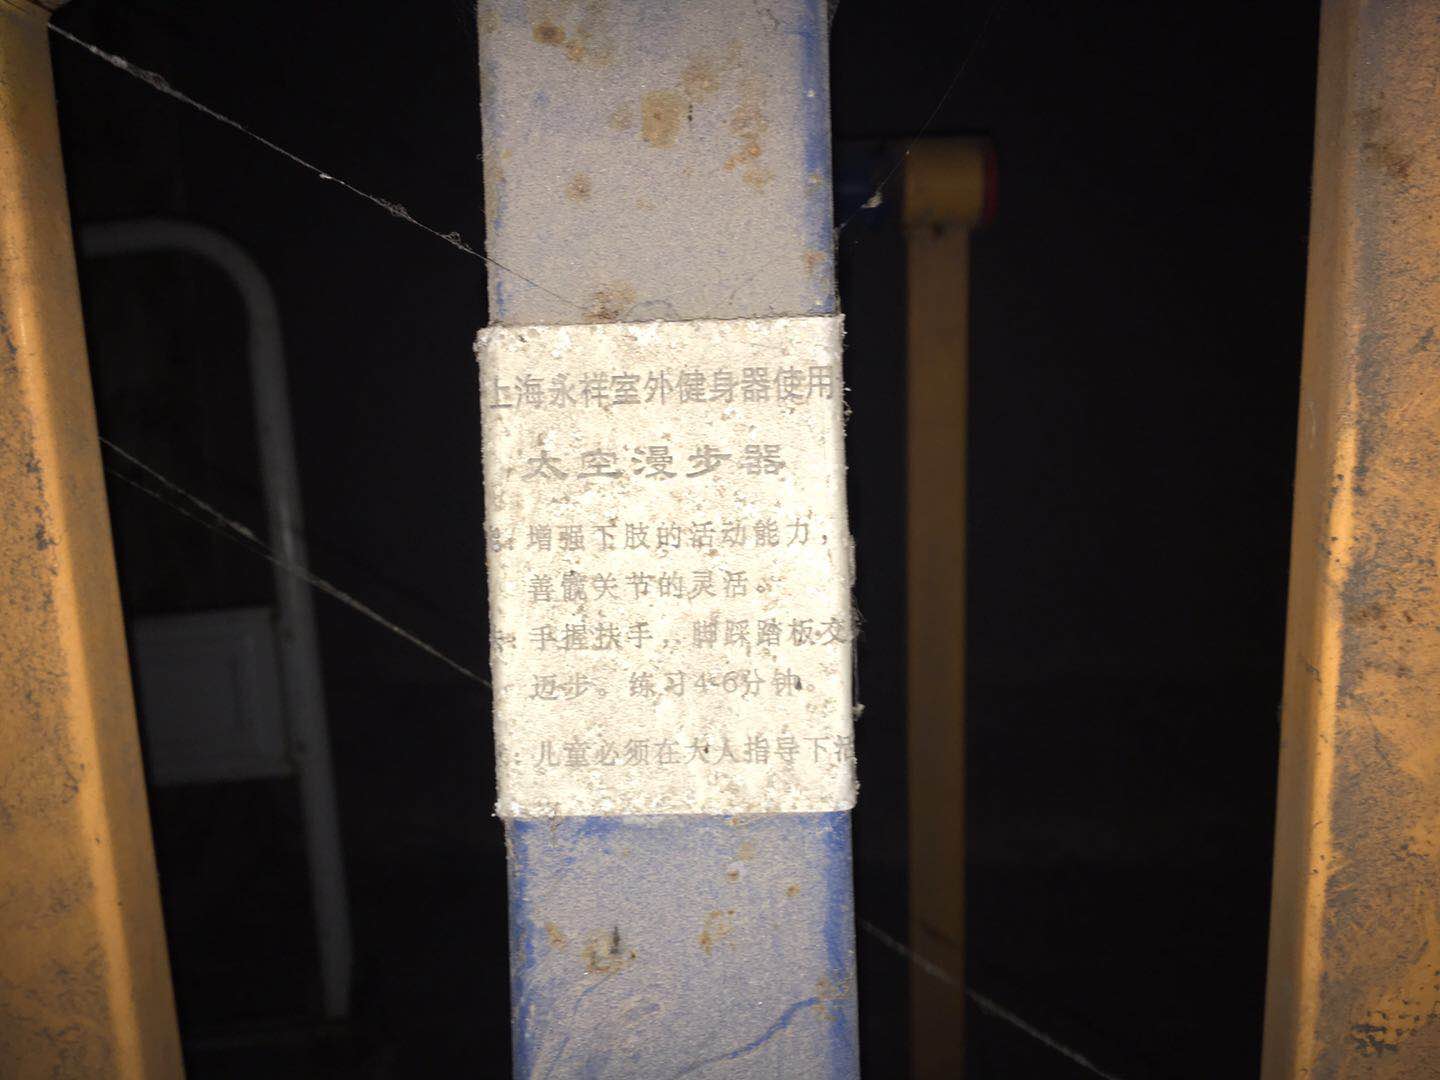 上海永祥室外健身器使用
太空漫步器
增强下肢的活动能力，
善髋关节的灵活。
手握扶手，脚踩踏板交
迈步。练习4-6分钟。
：儿童必须在大人指导下活